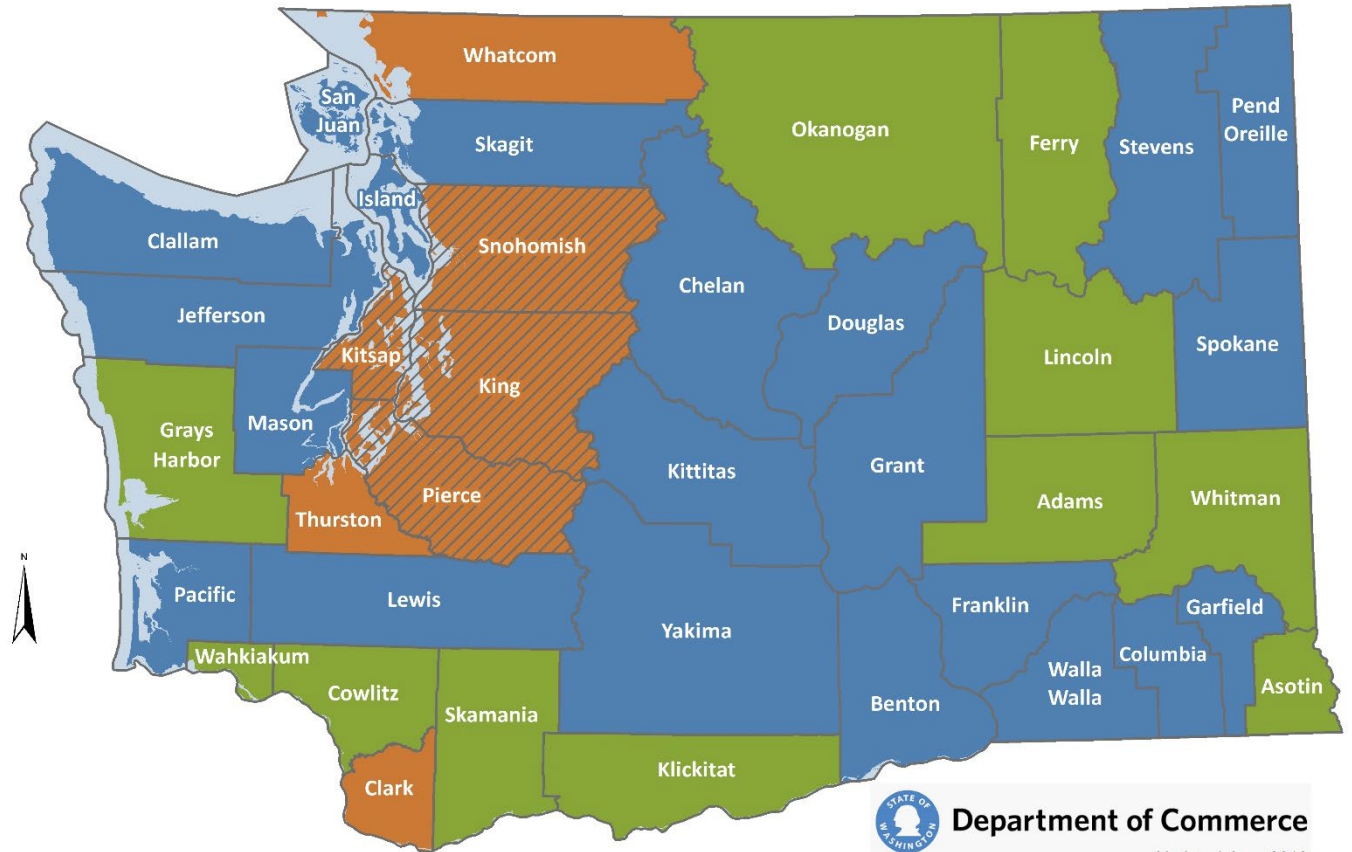 Whatcom
San
Juan
Skagit
Okanogan
Ferry
Stevens
Pend
Oreille
Island
Snohomish
Clallam
Chelan
Jefferson
Douglas
Kitsap
King
Lincoln
Spokane
Grays
Harbor
Mason
Kittitas
Grant
Adams
Whitman
Pierce
Thurston
N
Pacific
Lewis
Yakima
Franklin
Garfield
Wahkiakum
Cowlitz
Skamania
Benton
Walla
Walla
Columbia
Asotin
Klickitat
Clark
STATE OF
WASHINGTON
Department of Commerce